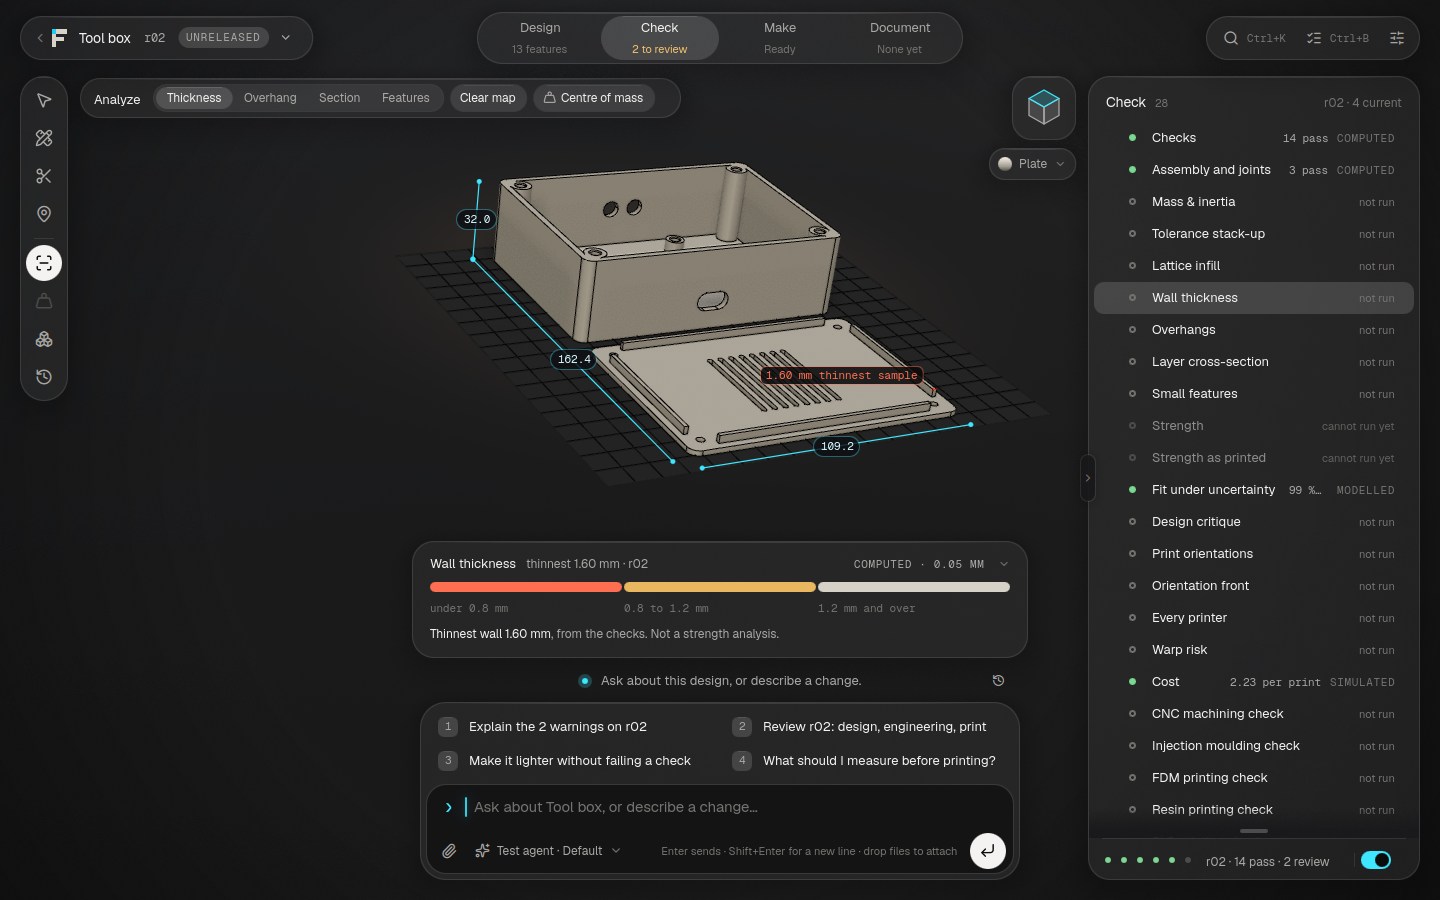 Tool box r02 UNRELEASED
Design
13 features
Check
2 to review
Make
Ready
Document
None yet
Ctrl+K Ctrl+B
Analyze Thickness Overhang Section Features Clear map Centre of mass
Plate
32.0
162.4
1.60 mm thinnest sample
109.2
Wall thickness thinnest 1.60 mm · r02 COMPUTED · 0.05 MM
under 0.8 mm 0.8 to 1.2 mm 1.2 mm and over
Thinnest wall 1.60 mm, from the checks. Not a strength analysis.
Ask about this design, or describe a change.
1 Explain the 2 warnings on r02
2 Review r02: design, engineering, print
3 Make it lighter without failing a check
4 What should I measure before printing?
Ask about Tool box, or describe a change...
Test agent · Default Enter sends · Shift+Enter for a new line · drop files to attach
Check 28 r02 · 4 current
Checks 14 pass COMPUTED
Assembly and joints 3 pass COMPUTED
Mass & inertia not run
Tolerance stack-up not run
Lattice infill not run
Wall thickness not run
Overhangs not run
Layer cross-section not run
Small features not run
Strength cannot run yet
Strength as printed cannot run yet
Fit under uncertainty 99 %… MODELLED
Design critique not run
Print orientations not run
Orientation front not run
Every printer not run
Warp risk not run
Cost 2.23 per print SIMULATED
CNC machining check not run
Injection moulding check not run
FDM printing check not run
Resin printing check not run
r02 · 14 pass · 2 review